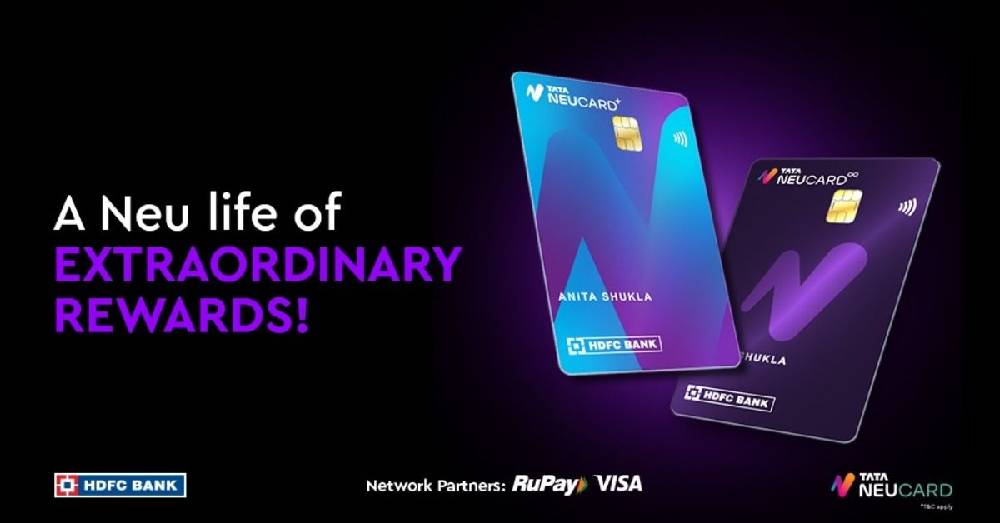 A Neu life of
EXTRAORDINARY
REWARDS!
TATA
NEUCARD+
ANITA SHUKLA
HDFC BANK
TATA
NEUCARD∞
SHUKLA
HDFC BANK
HDFC BANK
Network Partners: RuPay VISA
TATA
NEUCARD
*T&C apply